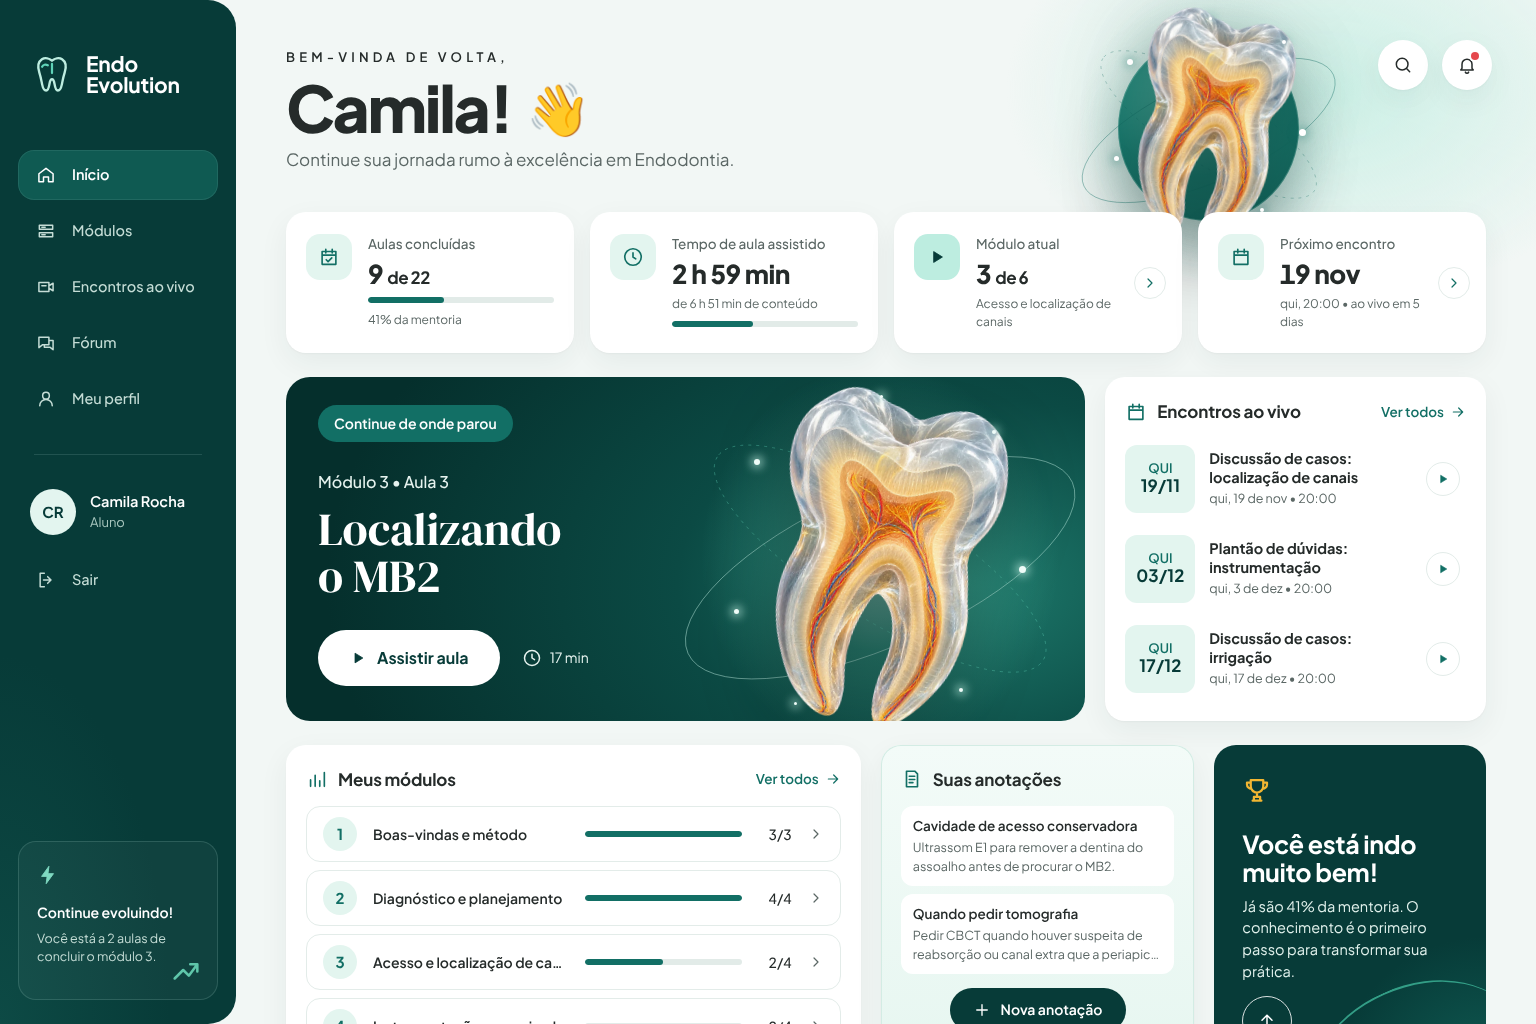 Endo
Evolution
Início
Módulos
Encontros ao vivo
Fórum
Meu perfil
CR
Camila Rocha
Aluno
Sair
Continue evoluindo!
Você está a 2 aulas de
concluir o módulo 3.
BEM-VINDA DE VOLTA,
Camila! 👋
Continue sua jornada rumo à excelência em Endodontia.
Aulas concluídas
9 de 22
41% da mentoria
Tempo de aula assistido
2 h 59 min
de 6 h 51 min de conteúdo
Módulo atual
3 de 6
Acesso e localização de
canais
Próximo encontro
19 nov
qui, 20:00 • ao vivo em 5
dias
Continue de onde parou
Módulo 3 • Aula 3
Localizando
o MB2
Assistir aula
17 min
Encontros ao vivo
Ver todos
QUI
19/11
Discussão de casos:
localização de canais
qui, 19 de nov • 20:00
QUI
03/12
Plantão de dúvidas:
instrumentação
qui, 3 de dez • 20:00
QUI
17/12
Discussão de casos:
irrigação
qui, 17 de dez • 20:00
Meus módulos
Ver todos
1
Boas-vindas e método
3/3
2
Diagnóstico e planejamento
4/4
3
Acesso e localização de ca...
2/4
Suas anotações
Cavidade de acesso conservadora
Ultrassom E1 para remover a dentina do
assoalho antes de procurar o MB2.
Quando pedir tomografia
Pedir CBCT quando houver suspeita de
reabsorção ou canal extra que a periapic...
Nova anotação
Você está indo
muito bem!
Já são 41% da mentoria. O
conhecimento é o primeiro
passo para transformar sua
prática.